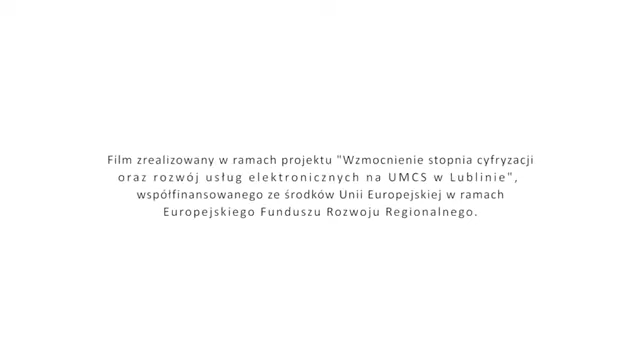 Film zrealizowany w ramach projektu "Wzmocnienie stopnia cyfryzacji
oraz rozwój usług elektronicznych na UMCS w Lublinie",
współfinansowanego ze środków Unii Europejskiej w ramach
Europejskiego Funduszu Rozwoju Regionalnego.